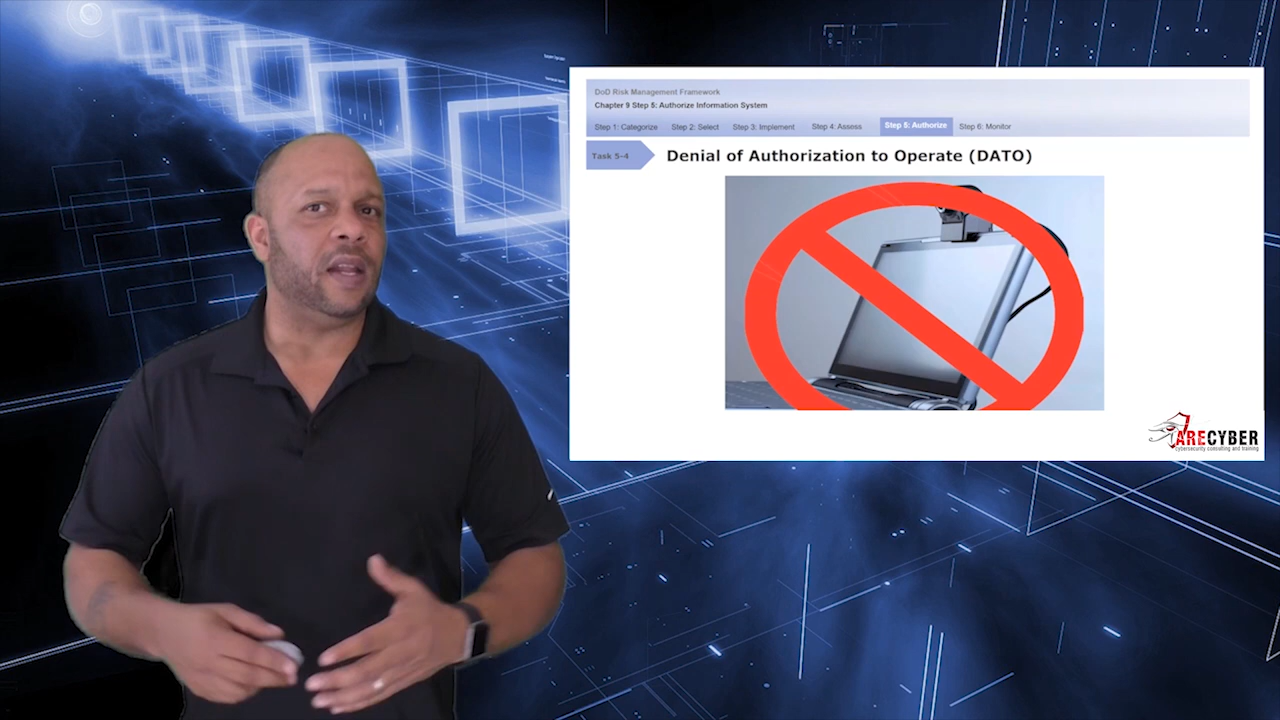 DoD Risk Management Framework
Chapter 9 Step 5: Authorize Information System
Step 1: Categorize Step 2: Select Step 3: Implement Step 4: Assess Step 5: Authorize Step 6: Monitor
Task 5-4
Denial of Authorization to Operate (DATO)
ARECYBER
cybersecurity consulting and training